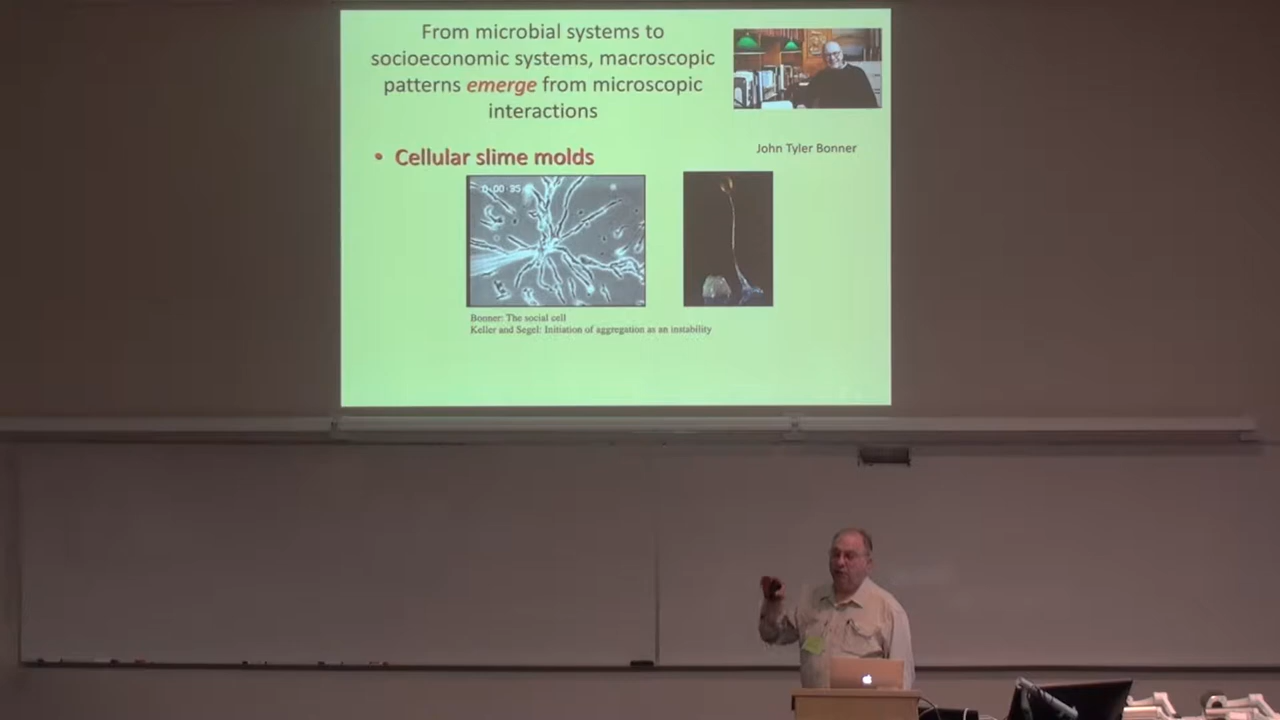 From microbial systems to
socioeconomic systems, macroscopic
patterns emerge from microscopic
interactions
John Tyler Bonner
• Cellular slime molds
0:00:35
Bonner: The social cell
Keller and Segel: Initiation of aggregation as an instability